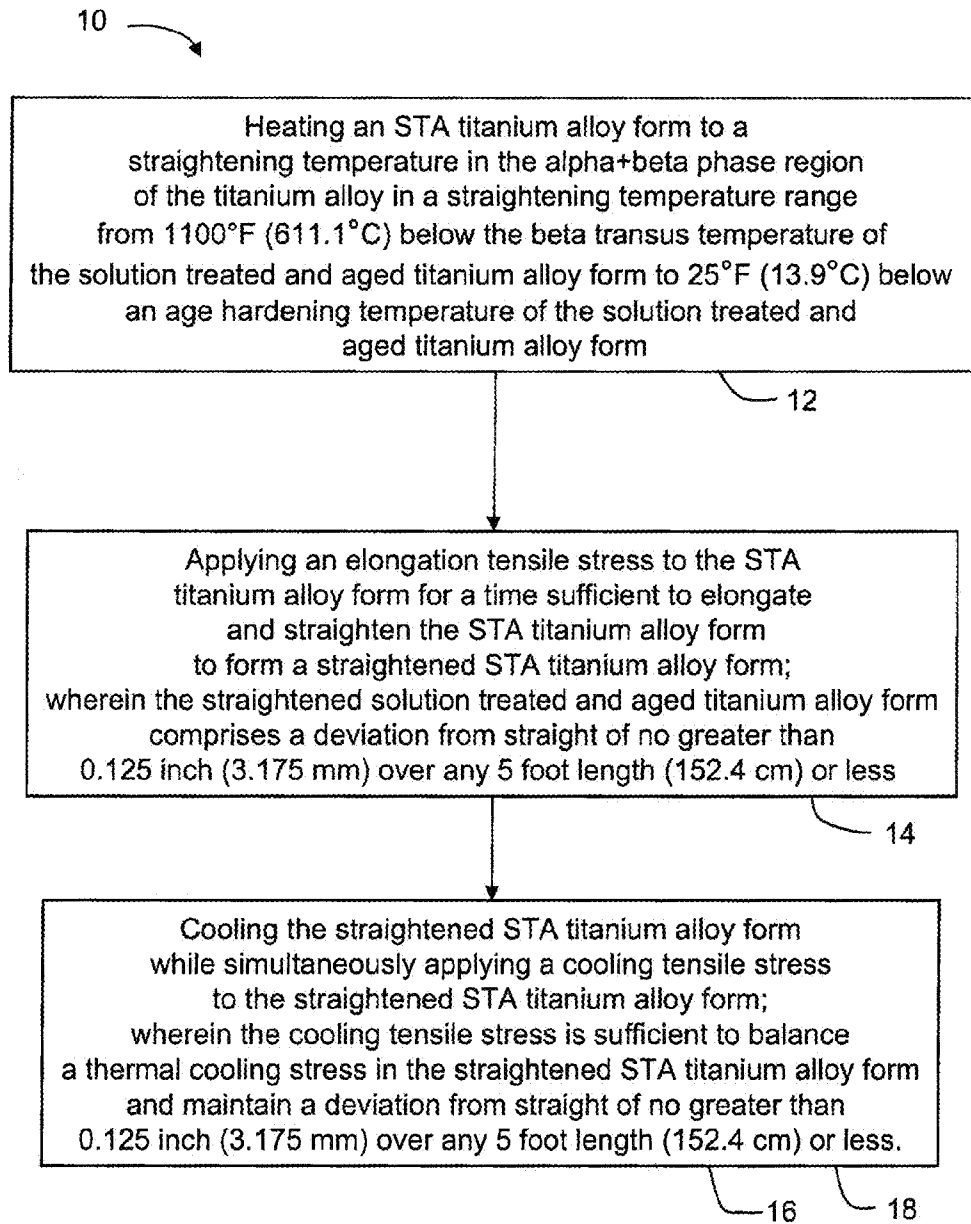 10
Heating an STA titanium alloy form to a
straightening temperature in the alpha+beta phase region
of the titanium alloy in a straightening temperature range
from 1100°F (611.1°C) below the beta transus temperature of
the solution treated and aged titanium alloy form to 25°F (13.9°C) below
an age hardening temperature of the solution treated and
aged titanium alloy form
12
Applying an elongation tensile stress to the STA
titanium alloy form for a time sufficient to elongate
and straighten the STA titanium alloy form
to form a straightened STA titanium alloy form;
wherein the straightened solution treated and aged titanium alloy form
comprises a deviation from straight of no greater than
0.125 inch (3.175 mm) over any 5 foot length (152.4 cm) or less
14
Cooling the straightened STA titanium alloy form
while simultaneously applying a cooling tensile stress
to the straightened STA titanium alloy form;
wherein the cooling tensile stress is sufficient to balance
a thermal cooling stress in the straightened STA titanium alloy form
and maintain a deviation from straight of no greater than
0.125 inch (3.175 mm) over any 5 foot length (152.4 cm) or less.
16 18